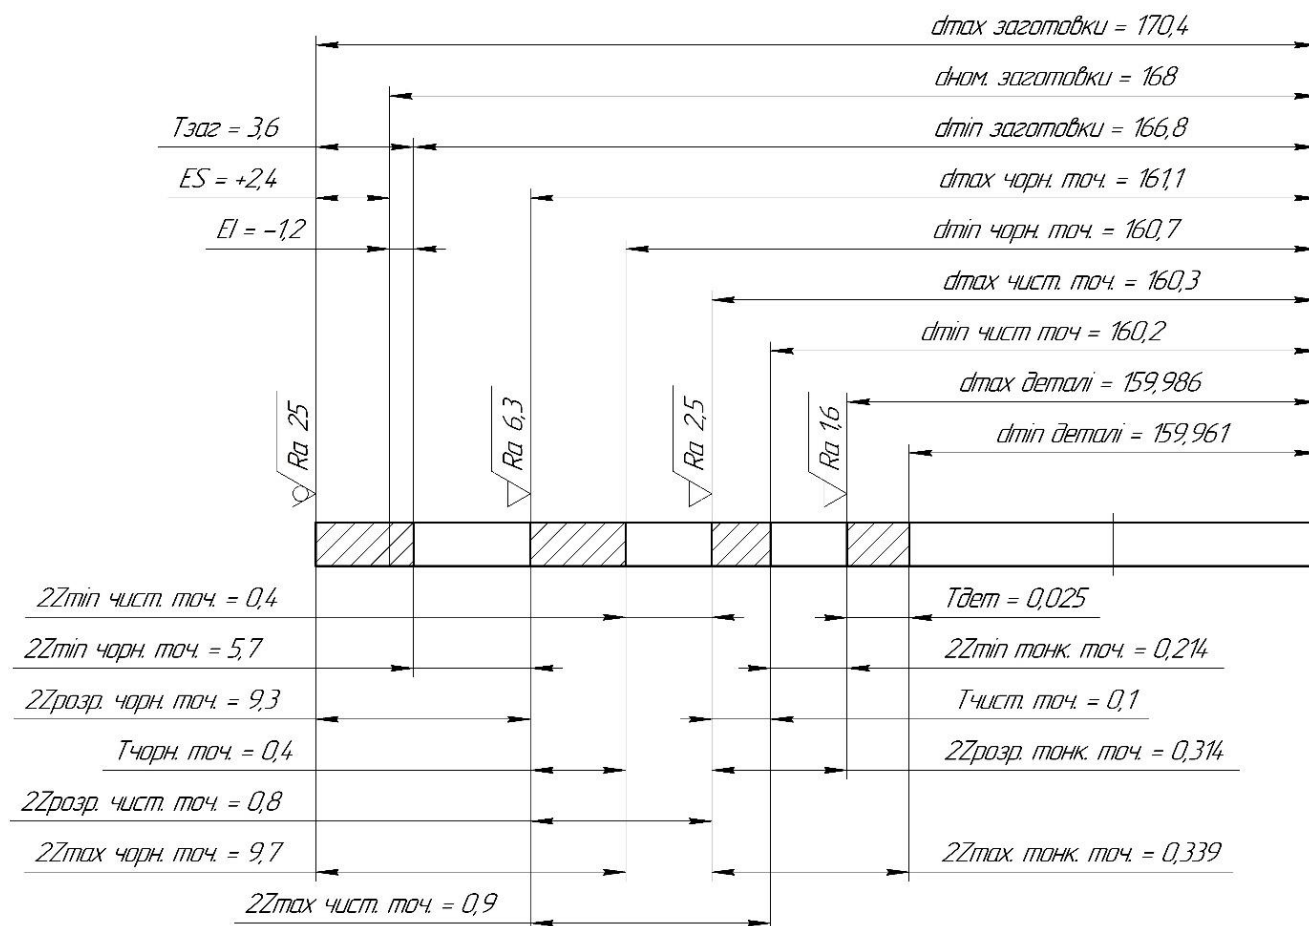 dmax заготовки = 170,4
dном. заготовки = 168
Tзаг = 3,6
dmin заготовки = 166,8
ES = +2,4
dmax чорн. точ. = 161,1
EI = -1,2
dmin чорн. точ. = 160,7
dmax чист. точ. = 160,3
dmin чист точ = 160,2
dmax деталі = 159,986
dmin деталі = 159,961
Ra 25
Ra 6,3
Ra 2,5
Ra 1,6
2Zmin чист. точ. = 0,4
Tдет = 0,025
2Zmin чорн. точ. = 5,7
2Zmin тонк. точ. = 0,214
2Zрозр. чорн. точ. = 9,3
Tчист. точ. = 0,1
Tчорн. точ. = 0,4
2Zрозр. тонк. точ. = 0,314
2Zрозр. чист. точ. = 0,8
2Zmax чорн. точ. = 9,7
2Zmax. тонк. точ. = 0,339
2Zmax чист. точ. = 0,9